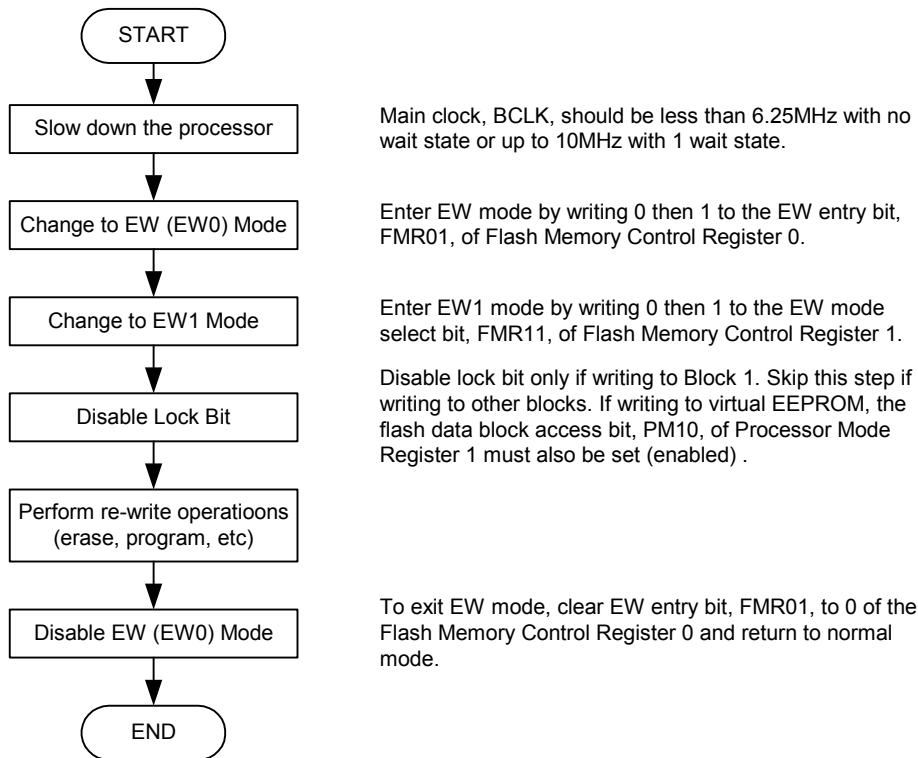 START
Slow down the processor
Main clock, BCLK, should be less than 6.25MHz with no
wait state or up to 10MHz with 1 wait state.
Change to EW (EW0) Mode
Enter EW mode by writing 0 then 1 to the EW entry bit,
FMR01, of Flash Memory Control Register 0.
Change to EW1 Mode
Enter EW1 mode by writing 0 then 1 to the EW mode
select bit, FMR11, of Flash Memory Control Register 1.
Disable Lock Bit
Disable lock bit only if writing to Block 1. Skip this step if
writing to other blocks. If writing to virtual EEPROM, the
flash data block access bit, PM10, of Processor Mode
Register 1 must also be set (enabled) .
Perform re-write operatioons
(erase, program, etc)
Disable EW (EW0) Mode
To exit EW mode, clear EW entry bit, FMR01, to 0 of the
Flash Memory Control Register 0 and return to normal
mode.
END